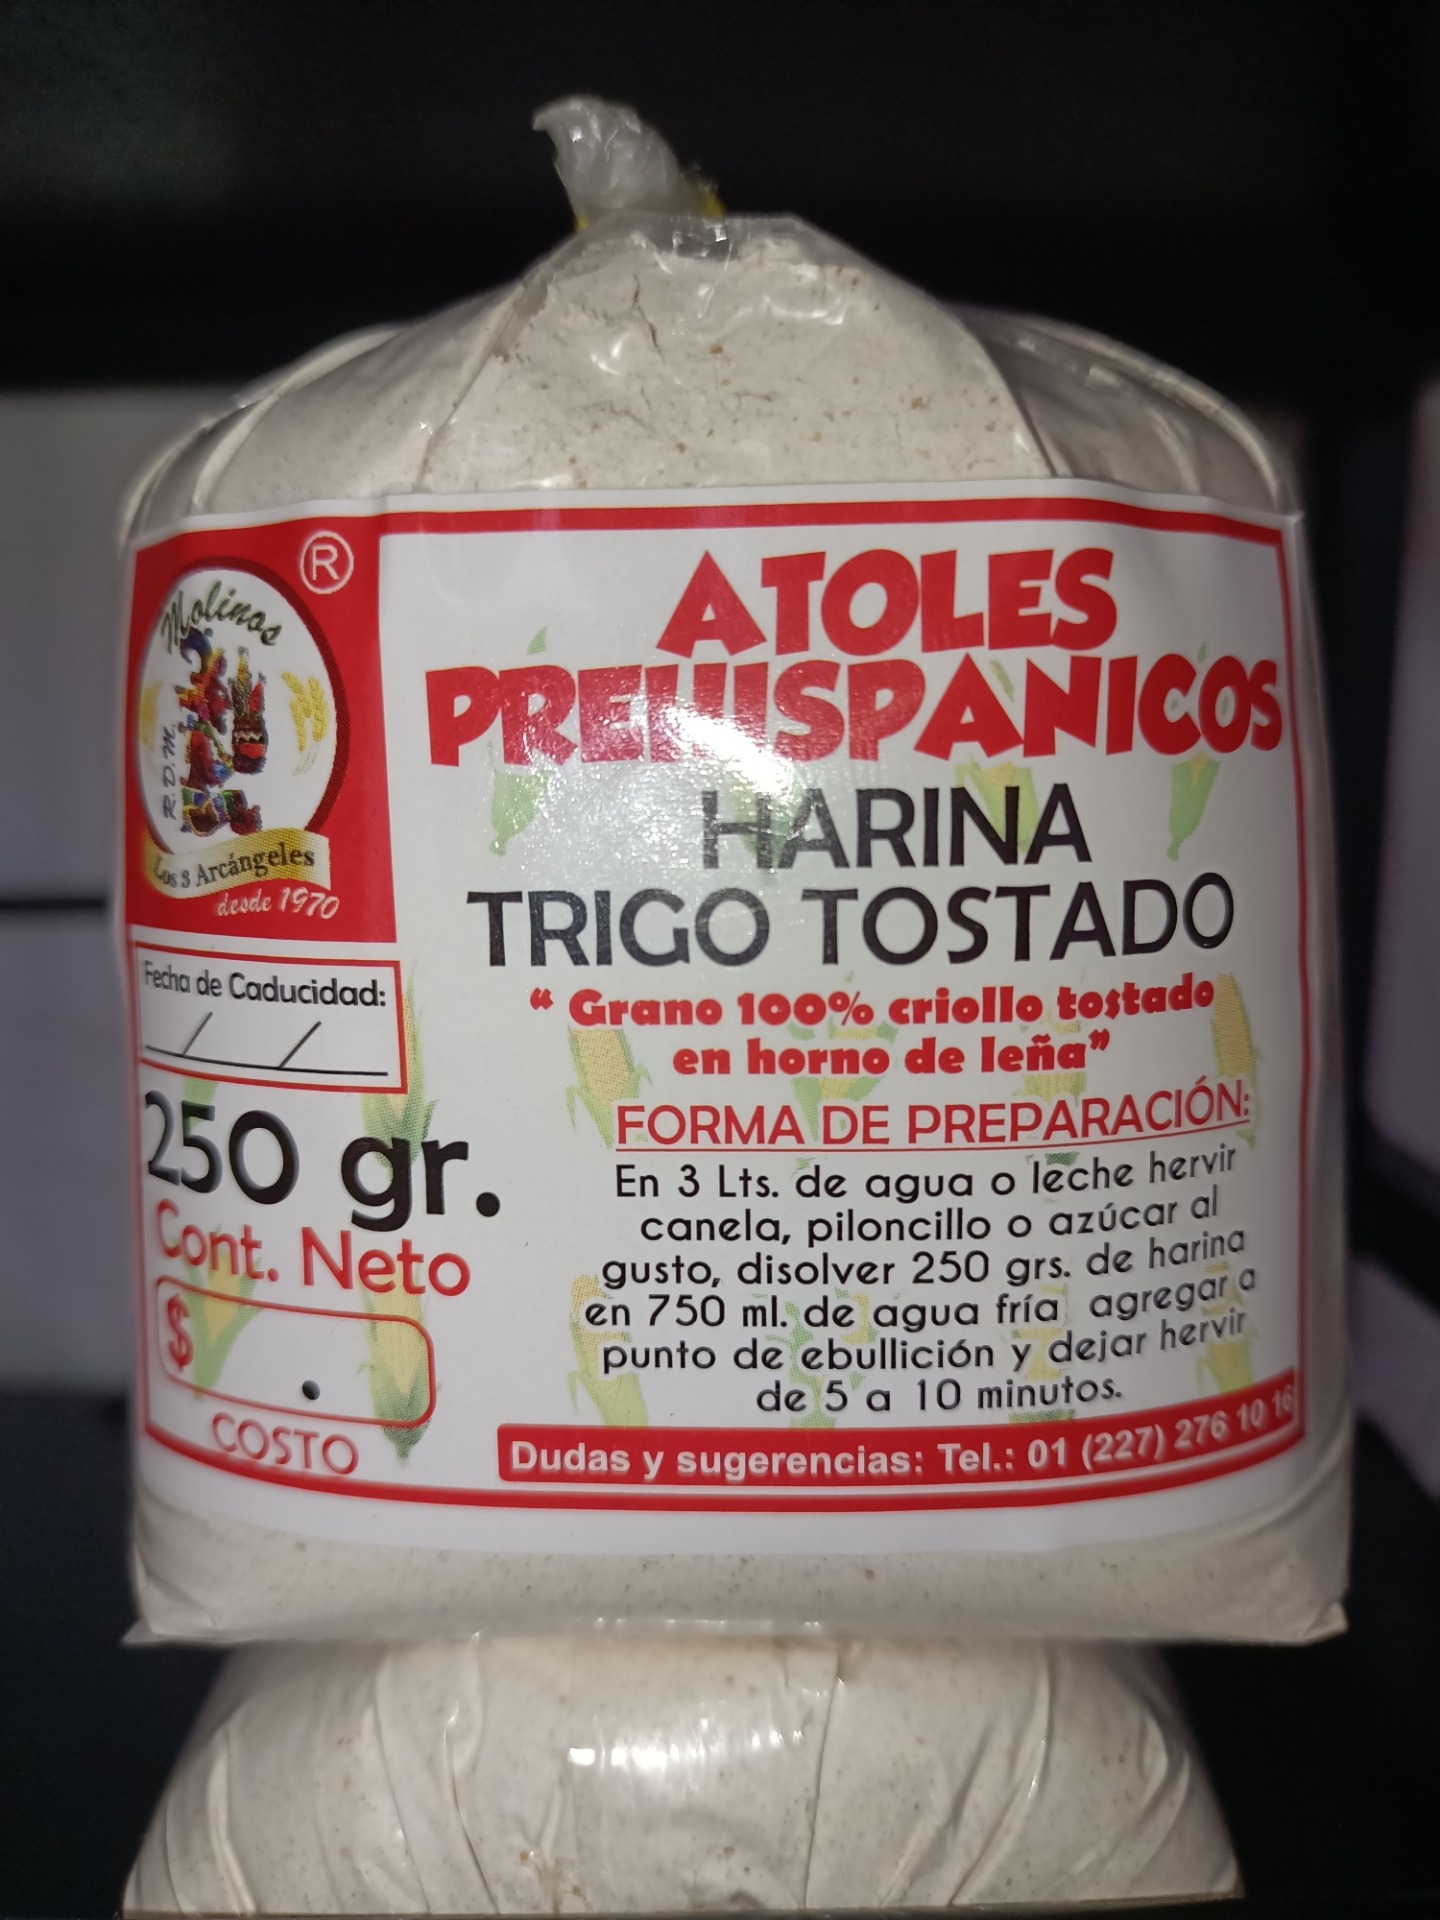 ®
Molinos
R.D.M.
Los 3 Arcángeles
desde 1970
ATOLES
PREHISPANICOS
HARINA
TRIGO TOSTADO
“ Grano 100% criollo tostado
en horno de leña”
Fecha de Caducidad:
/ /
250 gr.
Cont. Neto
$ .
COSTO
FORMA DE PREPARACIÓN:
En 3 Lts. de agua o leche hervir
canela, piloncillo o azúcar al
gusto, disolver 250 grs. de harina
en 750 ml. de agua fría agregar a
punto de ebullición y dejar hervir
de 5 a 10 minutos.
Dudas y sugerencias: Tel.: 01 (227) 276 10 16